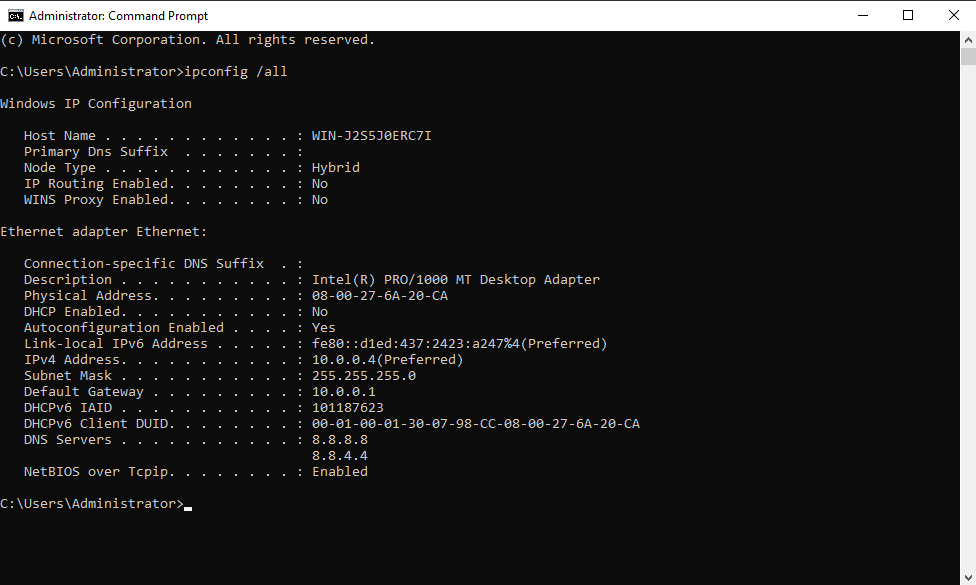 Administrator: Command Prompt
(c) Microsoft Corporation. All rights reserved.
C:\Users\Administrator>ipconfig /all
Windows IP Configuration
Host Name . . . . . . . . . . . . : WIN-J2S5J0ERC7I
Primary Dns Suffix  . . . . . . . :
Node Type . . . . . . . . . . . . : Hybrid
IP Routing Enabled. . . . . . . . : No
WINS Proxy Enabled. . . . . . . . : No
Ethernet adapter Ethernet:
Connection-specific DNS Suffix  . :
Description . . . . . . . . . . . : Intel(R) PRO/1000 MT Desktop Adapter
Physical Address. . . . . . . . . : 08-00-27-6A-20-CA
DHCP Enabled. . . . . . . . . . . : No
Autoconfiguration Enabled . . . . : Yes
Link-local IPv6 Address . . . . . : fe80::d1ed:437:2423:a247%4(Preferred)
IPv4 Address. . . . . . . . . . . : 10.0.0.4(Preferred)
Subnet Mask . . . . . . . . . . . : 255.255.255.0
Default Gateway . . . . . . . . . : 10.0.0.1
DHCPv6 IAID . . . . . . . . . . . : 101187623
DHCPv6 Client DUID. . . . . . . . : 00-01-00-01-30-07-98-CC-08-00-27-6A-20-CA
DNS Servers . . . . . . . . . . . : 8.8.8.8
8.8.4.4
NetBIOS over Tcpip. . . . . . . . : Enabled
C:\Users\Administrator>